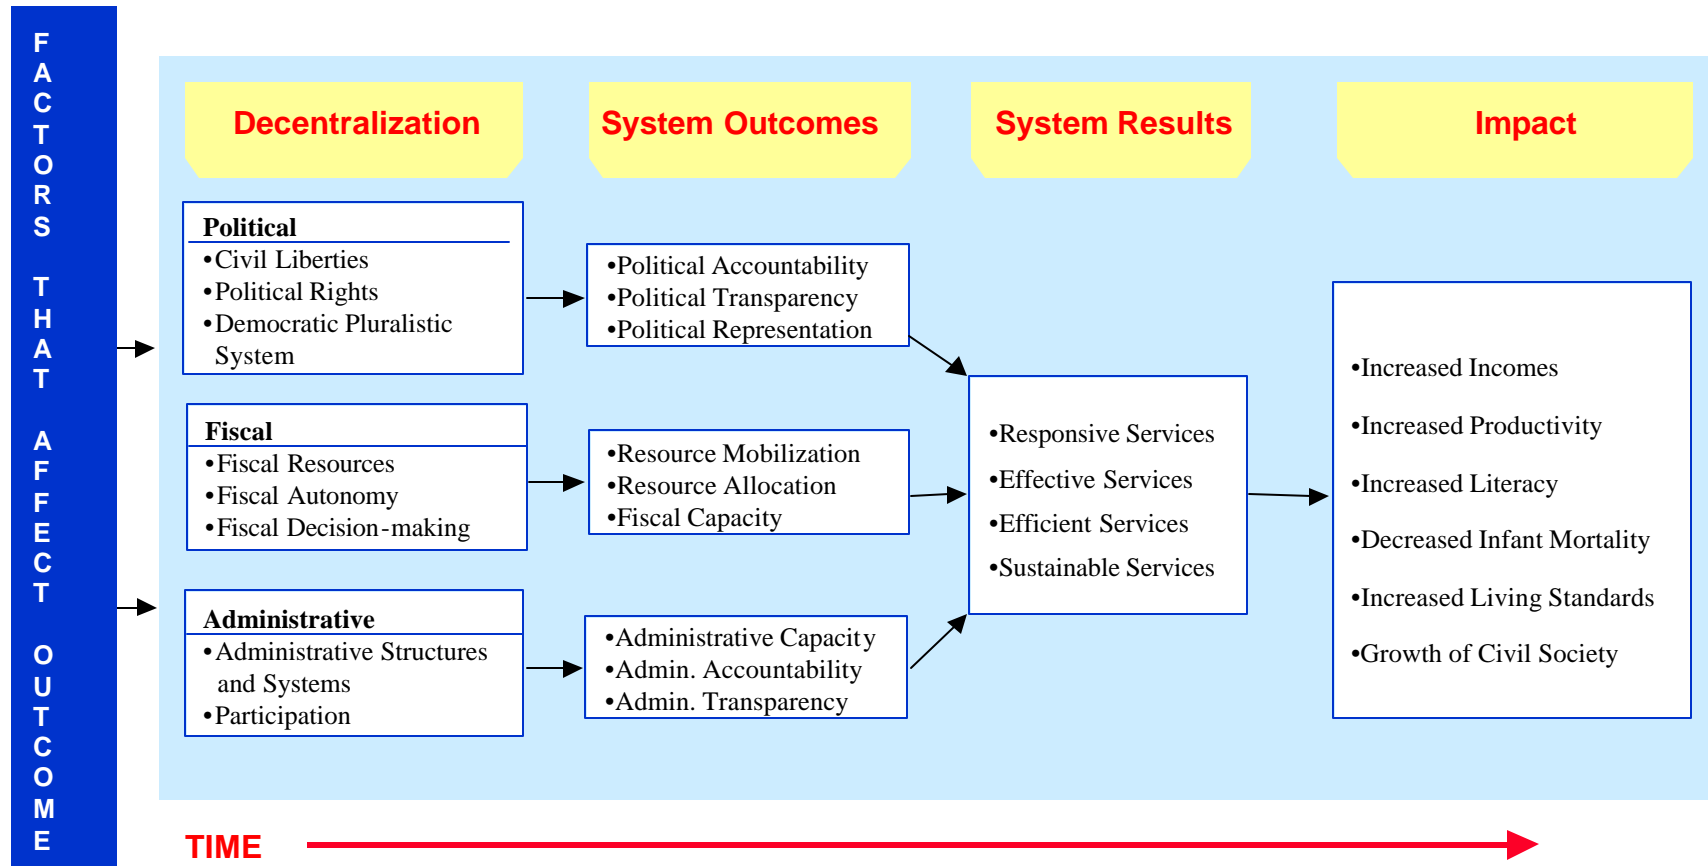 FACTORS THAT AFFECT OUTCOME
Decentralization
System Outcomes
System Results
Impact
Political
•Civil Liberties
•Political Rights
•Democratic Pluralistic
System
•Political Accountability
•Political Transparency
•Political Representation
Fiscal
•Fiscal Resources
•Fiscal Autonomy
•Fiscal Decision-making
•Resource Mobilization
•Resource Allocation
•Fiscal Capacity
Administrative
•Administrative Structures
and Systems
•Participation
•Administrative Capacity
•Admin. Accountability
•Admin. Transparency
•Responsive Services
•Effective Services
•Efficient Services
•Sustainable Services
•Increased Incomes
•Increased Productivity
•Increased Literacy
•Decreased Infant Mortality
•Increased Living Standards
•Growth of Civil Society
TIME